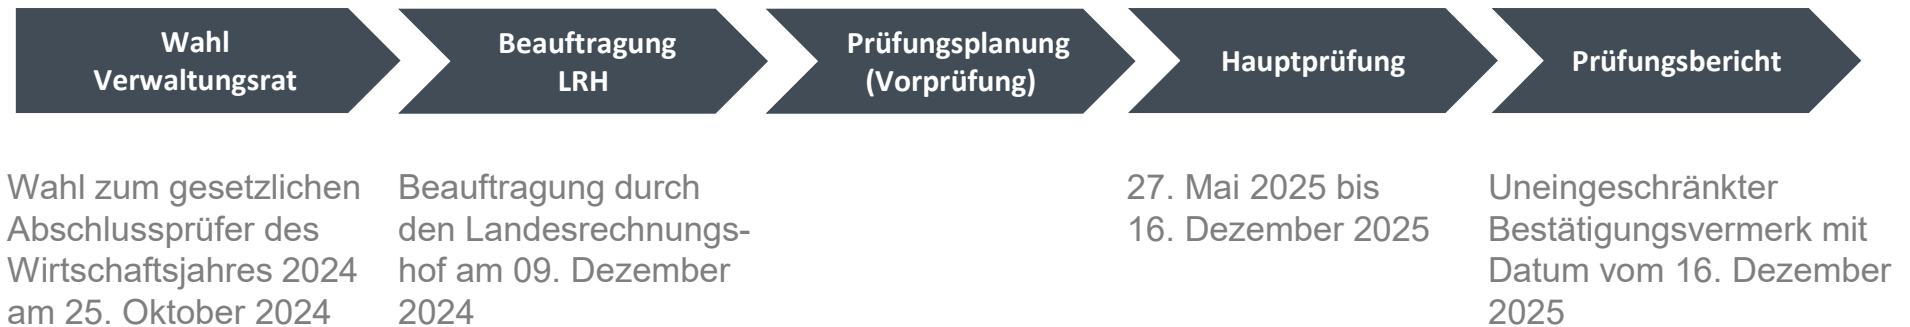 Wahl
Verwaltungsrat
Beauftragung
LRH
Prüfungsplanung
(Vorprüfung)
Hauptprüfung
Prüfungsbericht
Wahl zum gesetzlichen
Abschlussprüfer des
Wirtschaftsjahres 2024
am 25. Oktober 2024
Beauftragung durch
den Landesrechnungs-
hof am 09. Dezember
2024
27. Mai 2025 bis
16. Dezember 2025
Uneingeschränkter
Bestätigungsvermerk mit
Datum vom 16. Dezember
2025